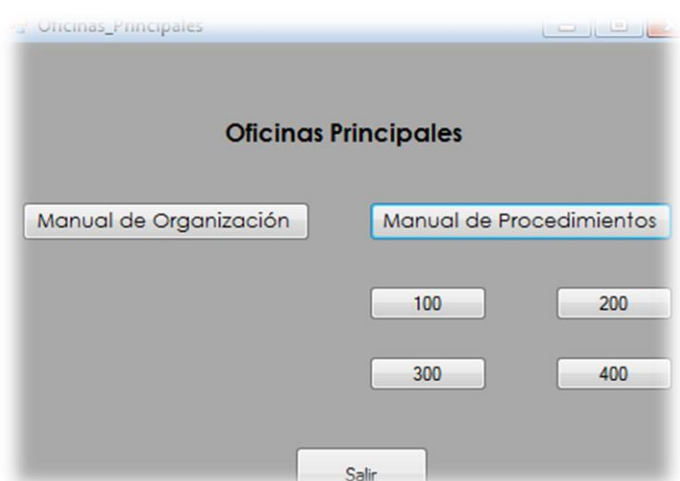 Oficinas_Principales
Oficinas Principales
Manual de Organización Manual de Procedimientos
100 200
300 400
Salir